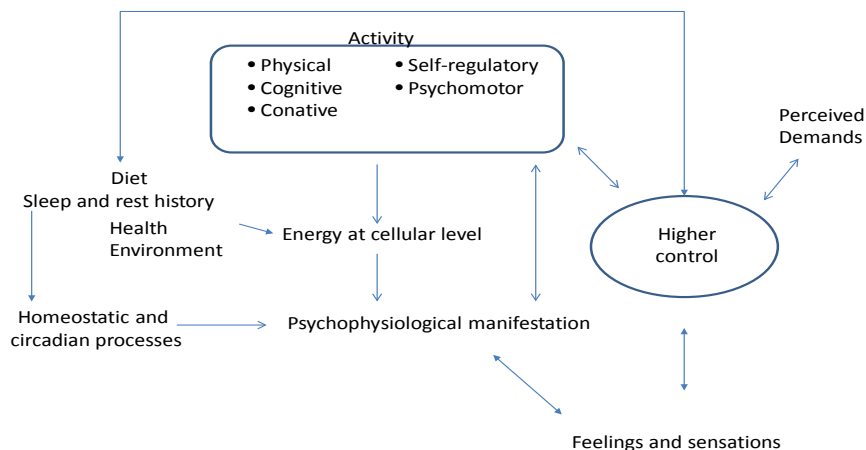 Activity
• Physical
• Cognitive
• Conative
• Self-regulatory
• Psychomotor
Perceived
Demands
Diet
Sleep and rest history
Health
Environment
Energy at cellular level
Higher
control
Homeostatic and
circadian processes
Psychophysiological manifestation
Feelings and sensations